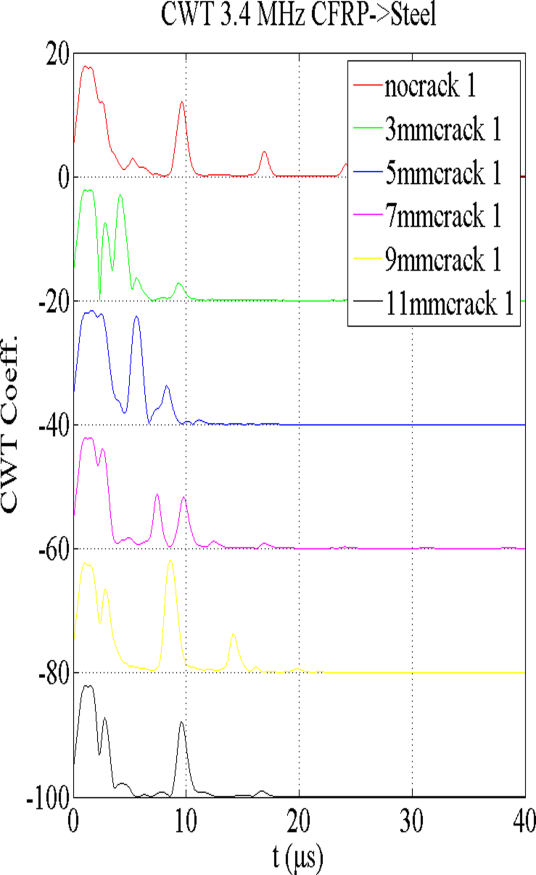 CWT 3.4 MHz CFRP->Steel
20
0
-20
-40
-60
-80
-100
CWT Coeff.
nocrack 1
3mmcrack 1
5mmcrack 1
7mmcrack 1
9mmcrack 1
11mmcrack 1
0
10
20
30
40
t (μs)